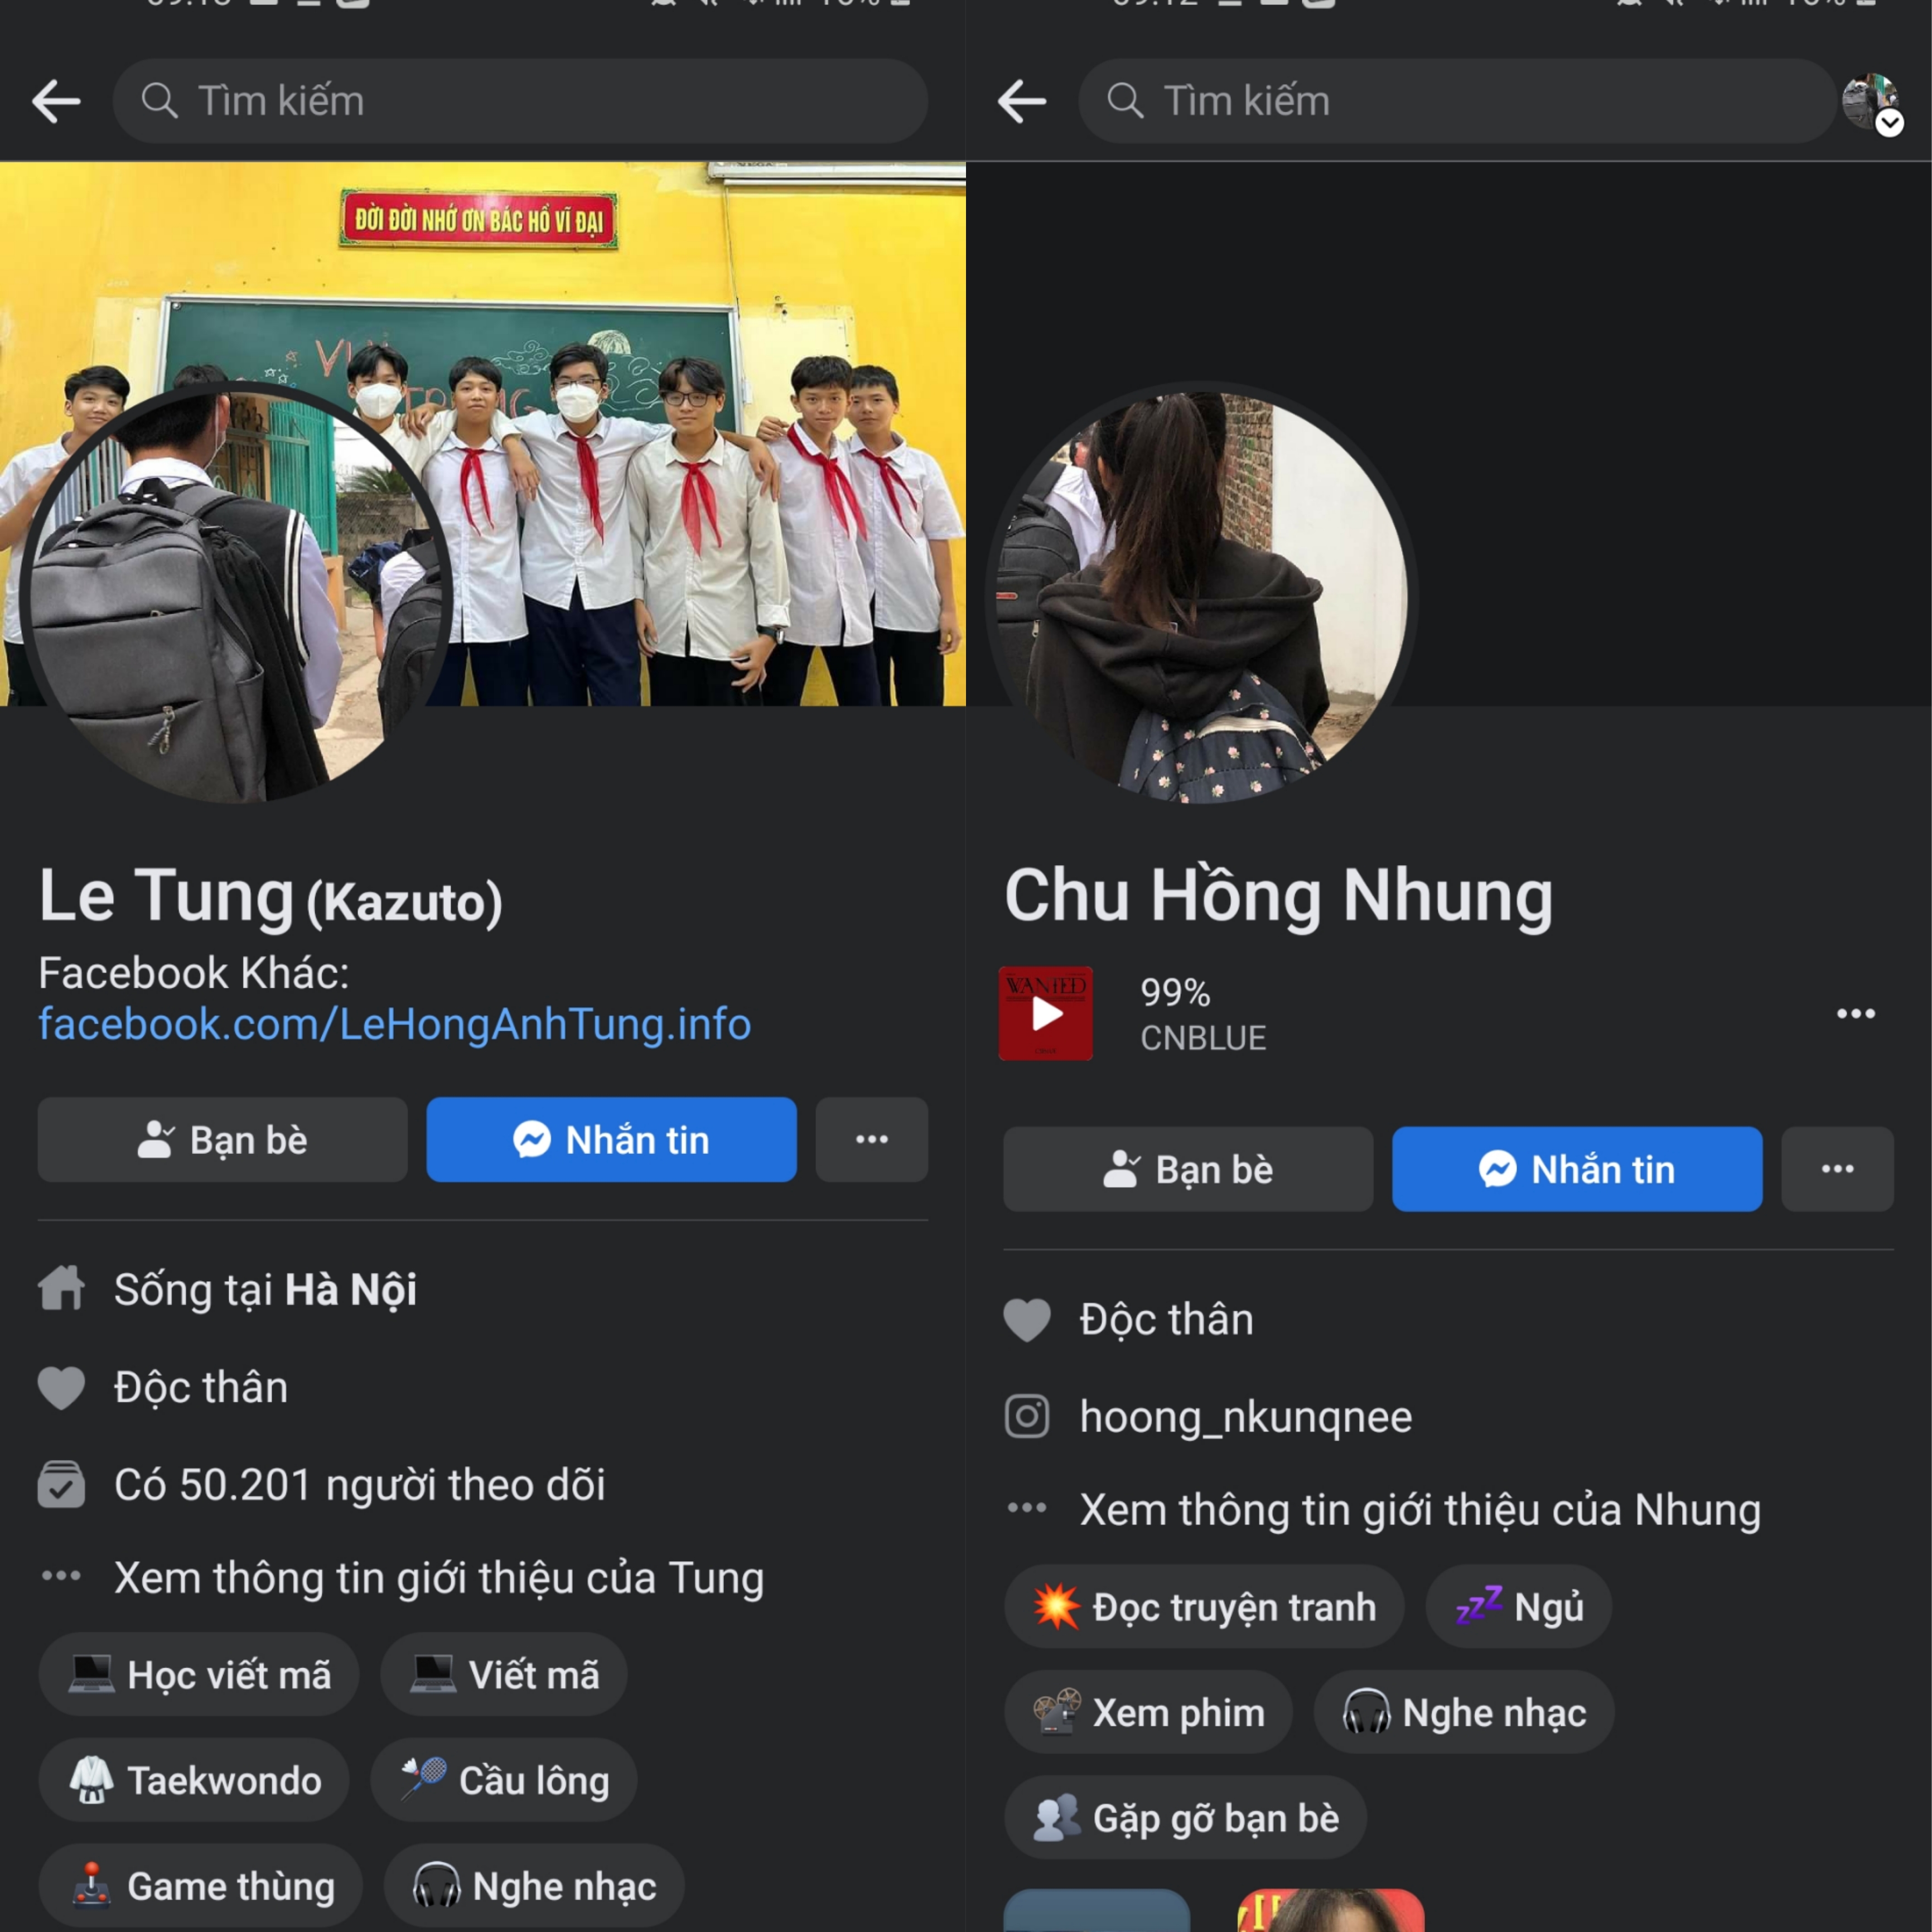 Tìm kiếm
ĐỜI ĐỜI NHỚ ƠN BÁC HỒ VĨ ĐẠI
Le Tung (Kazuto)
Facebook Khác:
facebook.com/LeHongAnhTung.info
Bạn bè
Nhắn tin
Sống tại Hà Nội
Độc thân
Có 50.201 người theo dõi
Xem thông tin giới thiệu của Tung
Học viết mã
Viết mã
Taekwondo
Cầu lông
Game thùng
Nghe nhạc
Tìm kiếm
Chu Hồng Nhung
WANTED
99%
CNBLUE
Bạn bè
Nhắn tin
Độc thân
hoong_nkunqnee
Xem thông tin giới thiệu của Nhung
Đọc truyện tranh
Ngủ
Xem phim
Nghe nhạc
Gặp gỡ bạn bè